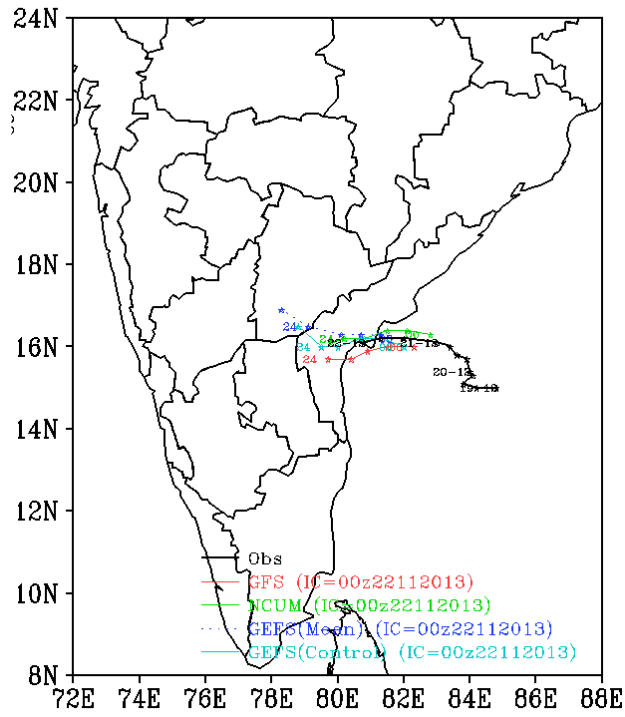 24N
22N
20N
18N
24
24 22-12 21-12
16N
24
20-12
19-12
14N
12N
Obs
10N
GFS (IC=00z22112013)
NCUM (IC=00z22112013)
GEFS(Mean) (IC=00z22112013)
GEFS(Control) (IC=00z22112013)
8N
72E 74E 76E 78E 80E 82E 84E 86E 88E